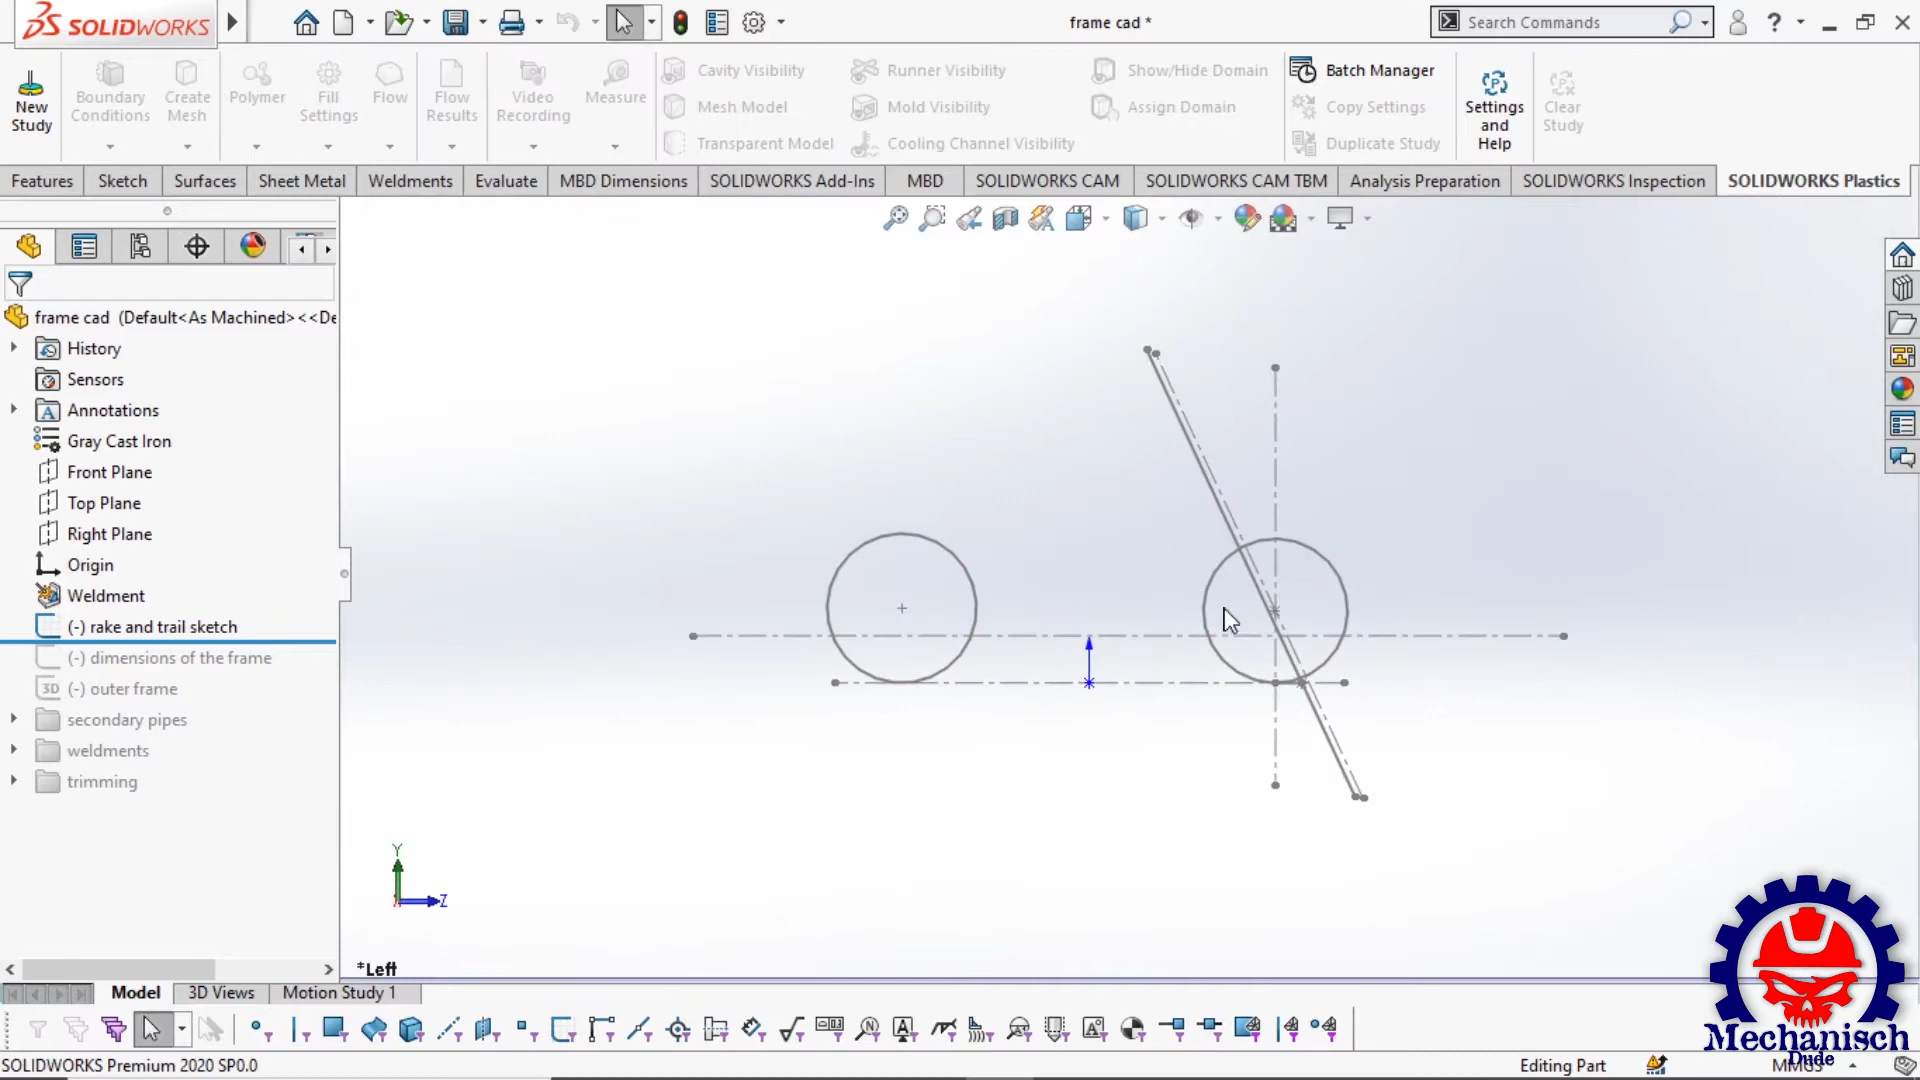 SOLIDWORKS
frame cad *
Search Commands
New Study
Boundary Conditions
Create Mesh
Polymer
Fill Settings
Flow
Flow Results
Video Recording
Measure
Cavity Visibility
Runner Visibility
Show/Hide Domain
Mesh Model
Mold Visibility
Assign Domain
Transparent Model
Cooling Channel Visibility
Batch Manager
Copy Settings
Duplicate Study
Settings and Help
Clear Study
Features Sketch Surfaces Sheet Metal Weldments Evaluate MBD Dimensions SOLIDWORKS Add-Ins MBD SOLIDWORKS CAM SOLIDWORKS CAM TBM Analysis Preparation SOLIDWORKS Inspection SOLIDWORKS Plastics
frame cad (Default<As Machined><<De
History
Sensors
Annotations
Gray Cast Iron
Front Plane
Top Plane
Right Plane
Origin
Weldment
(-) rake and trail sketch
(-) dimensions of the frame
3D (-) outer frame
secondary pipes
weldments
trimming
Y
Z
*Left
Model 3D Views Motion Study 1
SOLIDWORKS Premium 2020 SP0.0
Editing Part
MMGS
Mechanisch
Dude